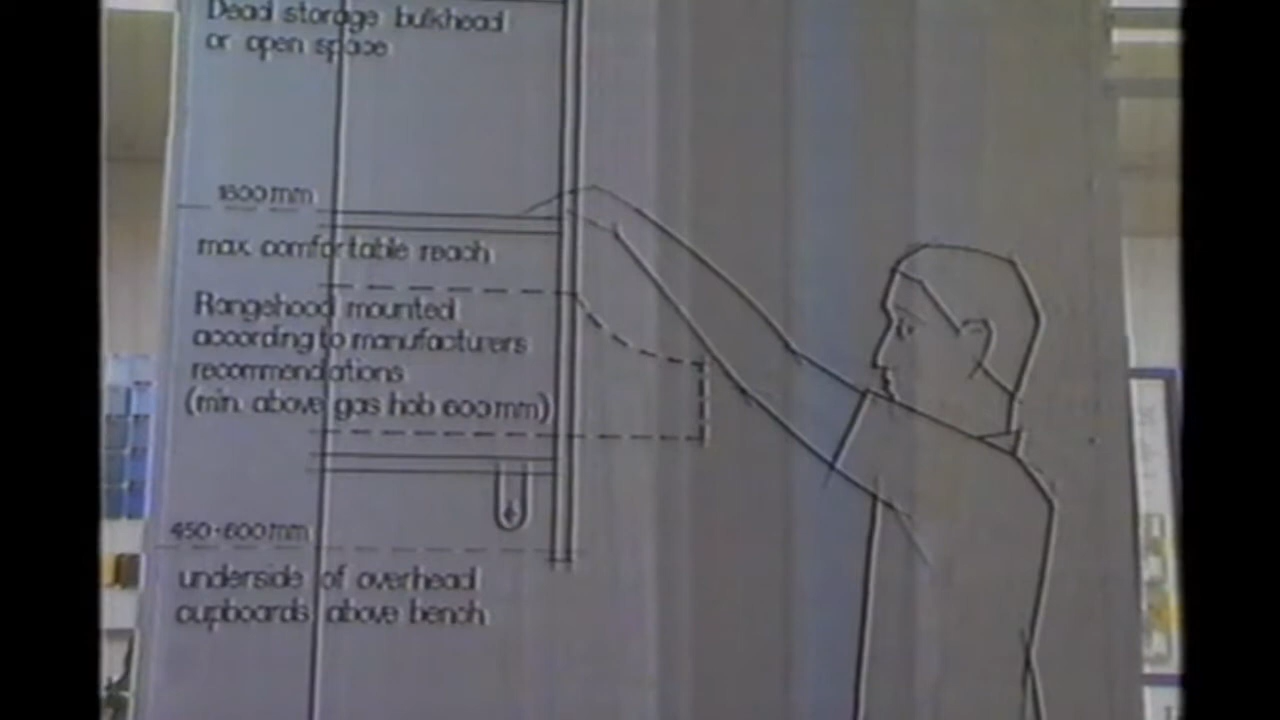 Dead storage bulkhead
or open space
1800mm
max. comfortable reach
Rangehood mounted
according to manufacturers
recommendations
(min. above gas hob 600mm)
450-600mm
underside of overhead
cupboards above bench